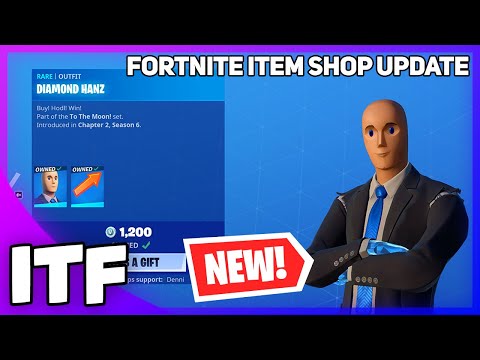 FORTNITE ITEM SHOP UPDATE
RARE | OUTFIT
DIAMOND HANZ
Buy! Hodl! Win!
Part of the To The Moon! set.
Introduced in Chapter 2, Season 6.
OWNED
OWNED
1,200
A GIFT
support: Denni
NEW!
ITF